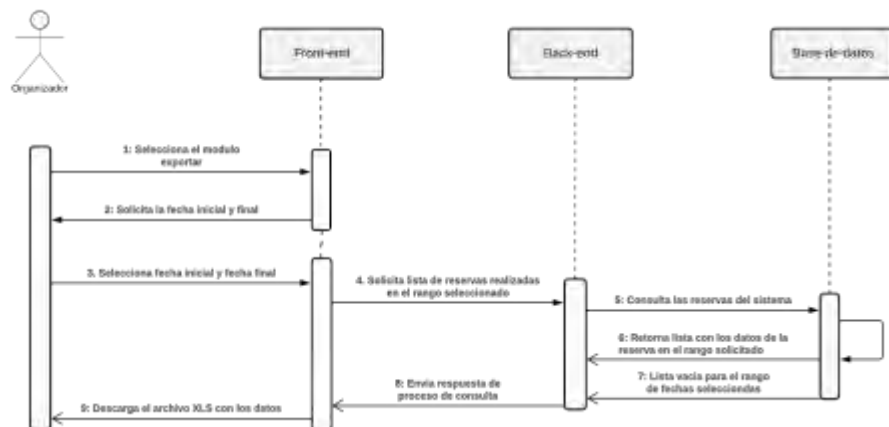 Organizador
Front-end
Back-end
Base de datos
1: Selecciona el modulo
exportar
2: Solicita la fecha inicial y final
3. Selecciona fecha inicial y fecha final
4. Solicita lista de reservas realizadas
en el rango seleccionado
5: Consulta las reservas del sistema
6: Retorna lista con los datos de la
reserva en el rango solicitado
7: Lista vacia para el rango
de fechas selecciondas
8: Envia respuesta de
proceso de consulta
9: Descarga el archivo XLS con los datos